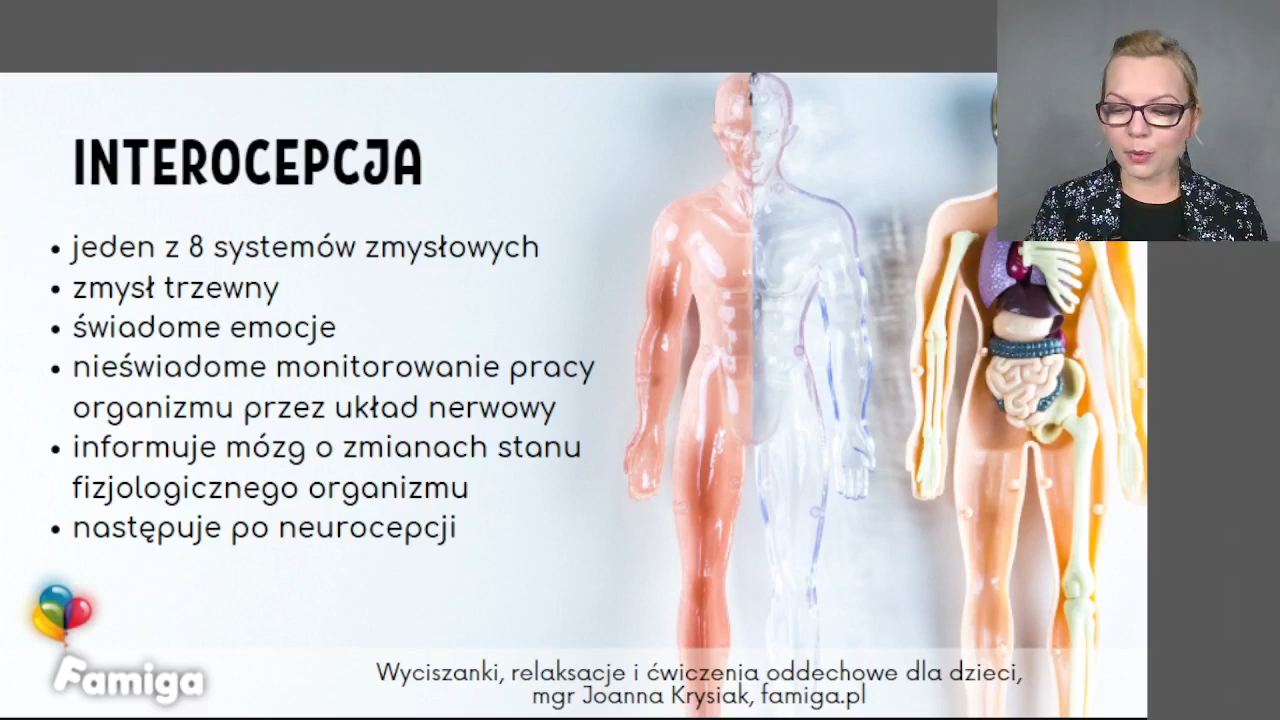 INTEROCEPCJA
• jeden z 8 systemów zmysłowych
• zmysł trzewny
• świadome emocje
• nieświadome monitorowanie pracy
organizmu przez układ nerwowy
• informuje mózg o zmianach stanu
fizjologicznego organizmu
• następuje po neurocepcji
Famiga
Wyciszanki, relaksacje i ćwiczenia oddechowe dla dzieci,
mgr Joanna Krysiak, famiga.pl